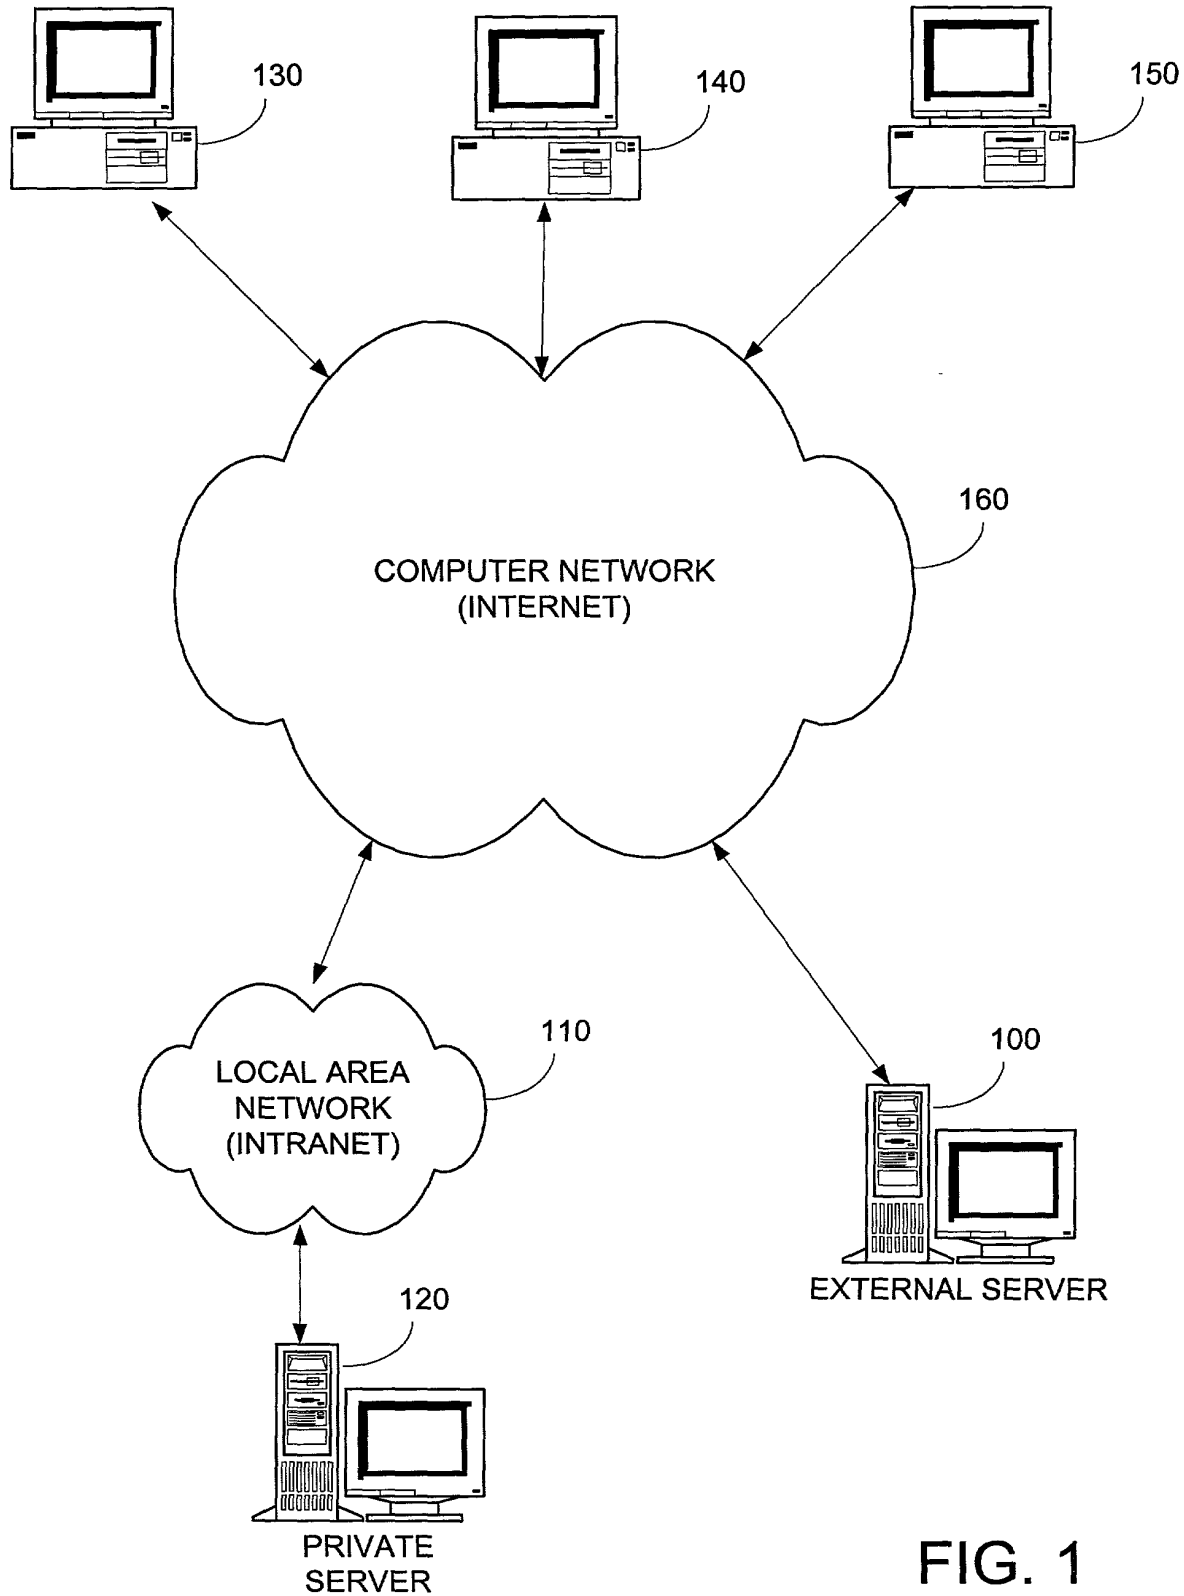 130
140
150
160
COMPUTER NETWORK
(INTERNET)
110
100
LOCAL AREA
NETWORK
(INTRANET)
EXTERNAL SERVER
120
PRIVATE
SERVER
FIG. 1